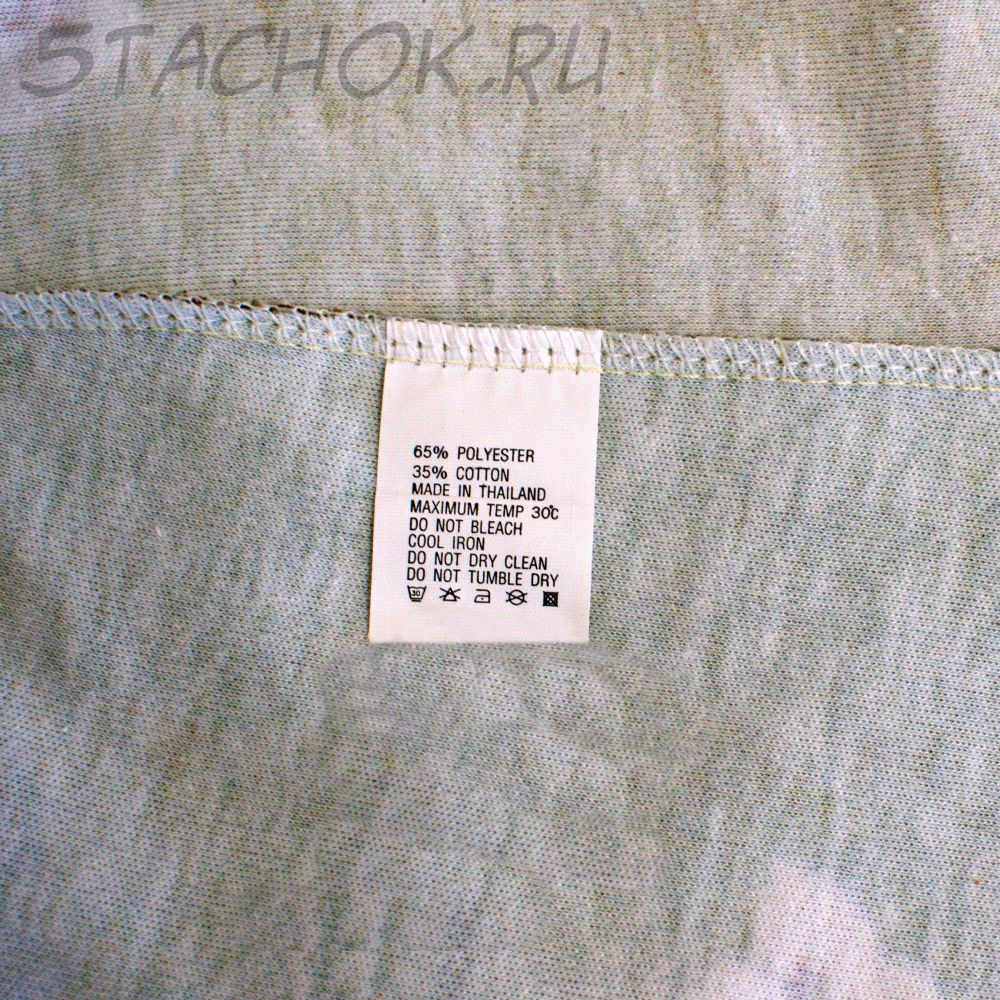 5TACHOK.RU
65% POLYESTER
35% COTTON
MADE IN THAILAND
MAXIMUM TEMP 30℃
DO NOT BLEACH
COOL IRON
DO NOT DRY CLEAN
DO NOT TUMBLE DRY
30